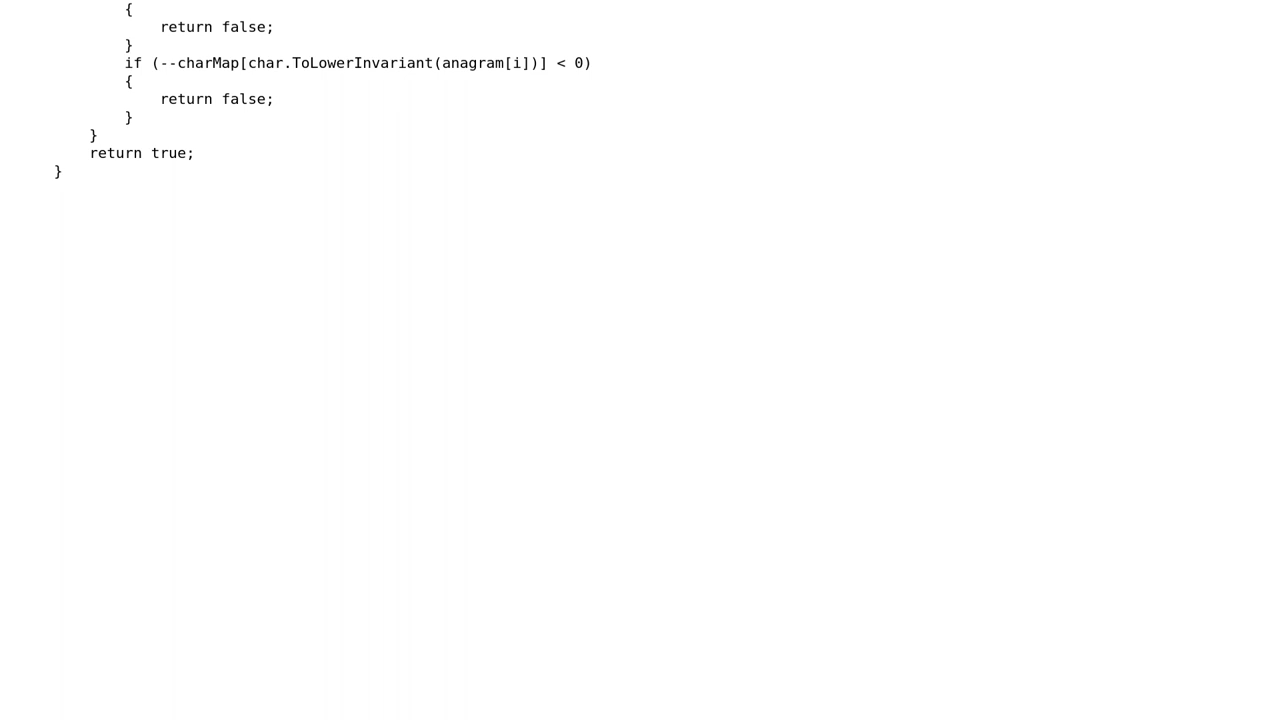 {
return false;
}
if (--charMap[char.ToLowerInvariant(anagram[i])] < 0)
{
return false;
}
}
return true;
}